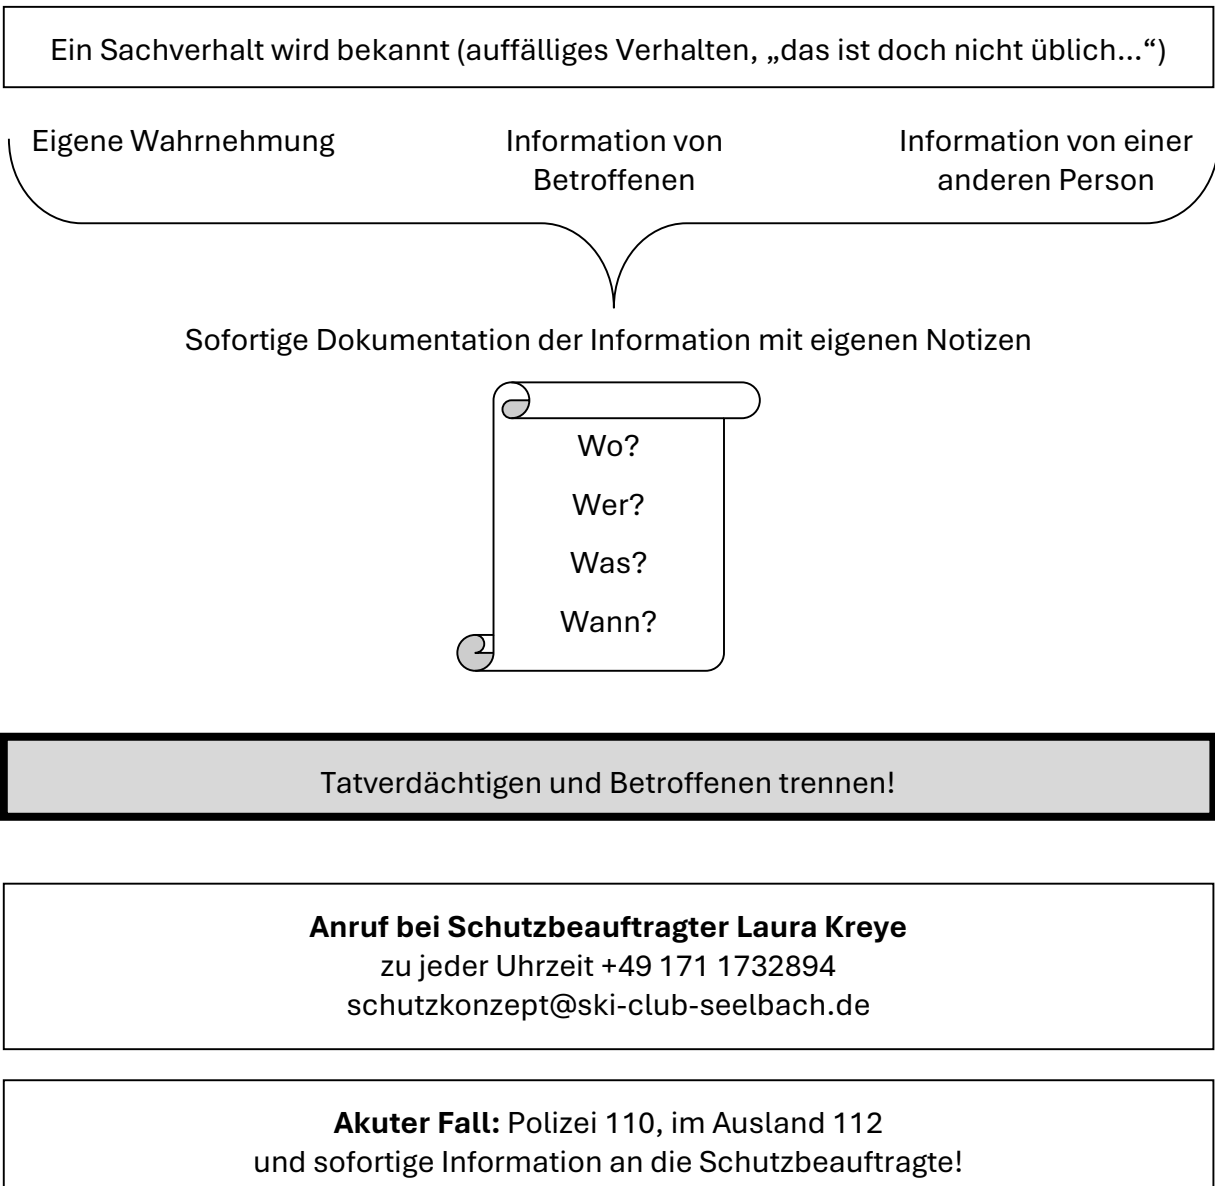 Ein Sachverhalt wird bekannt (auffälliges Verhalten, „das ist doch nicht üblich...“)
Eigene Wahrnehmung
Information von
Betroffenen
Information von einer
anderen Person
Sofortige Dokumentation der Information mit eigenen Notizen
Wo?
Wer?
Was?
Wann?
Tatverdächtigen und Betroffenen trennen!
Anruf bei Schutzbeauftragter Laura Kreye
zu jeder Uhrzeit +49 171 1732894
schutzkonzept@ski-club-seelbach.de
Akuter Fall: Polizei 110, im Ausland 112
und sofortige Information an die Schutzbeauftragte!